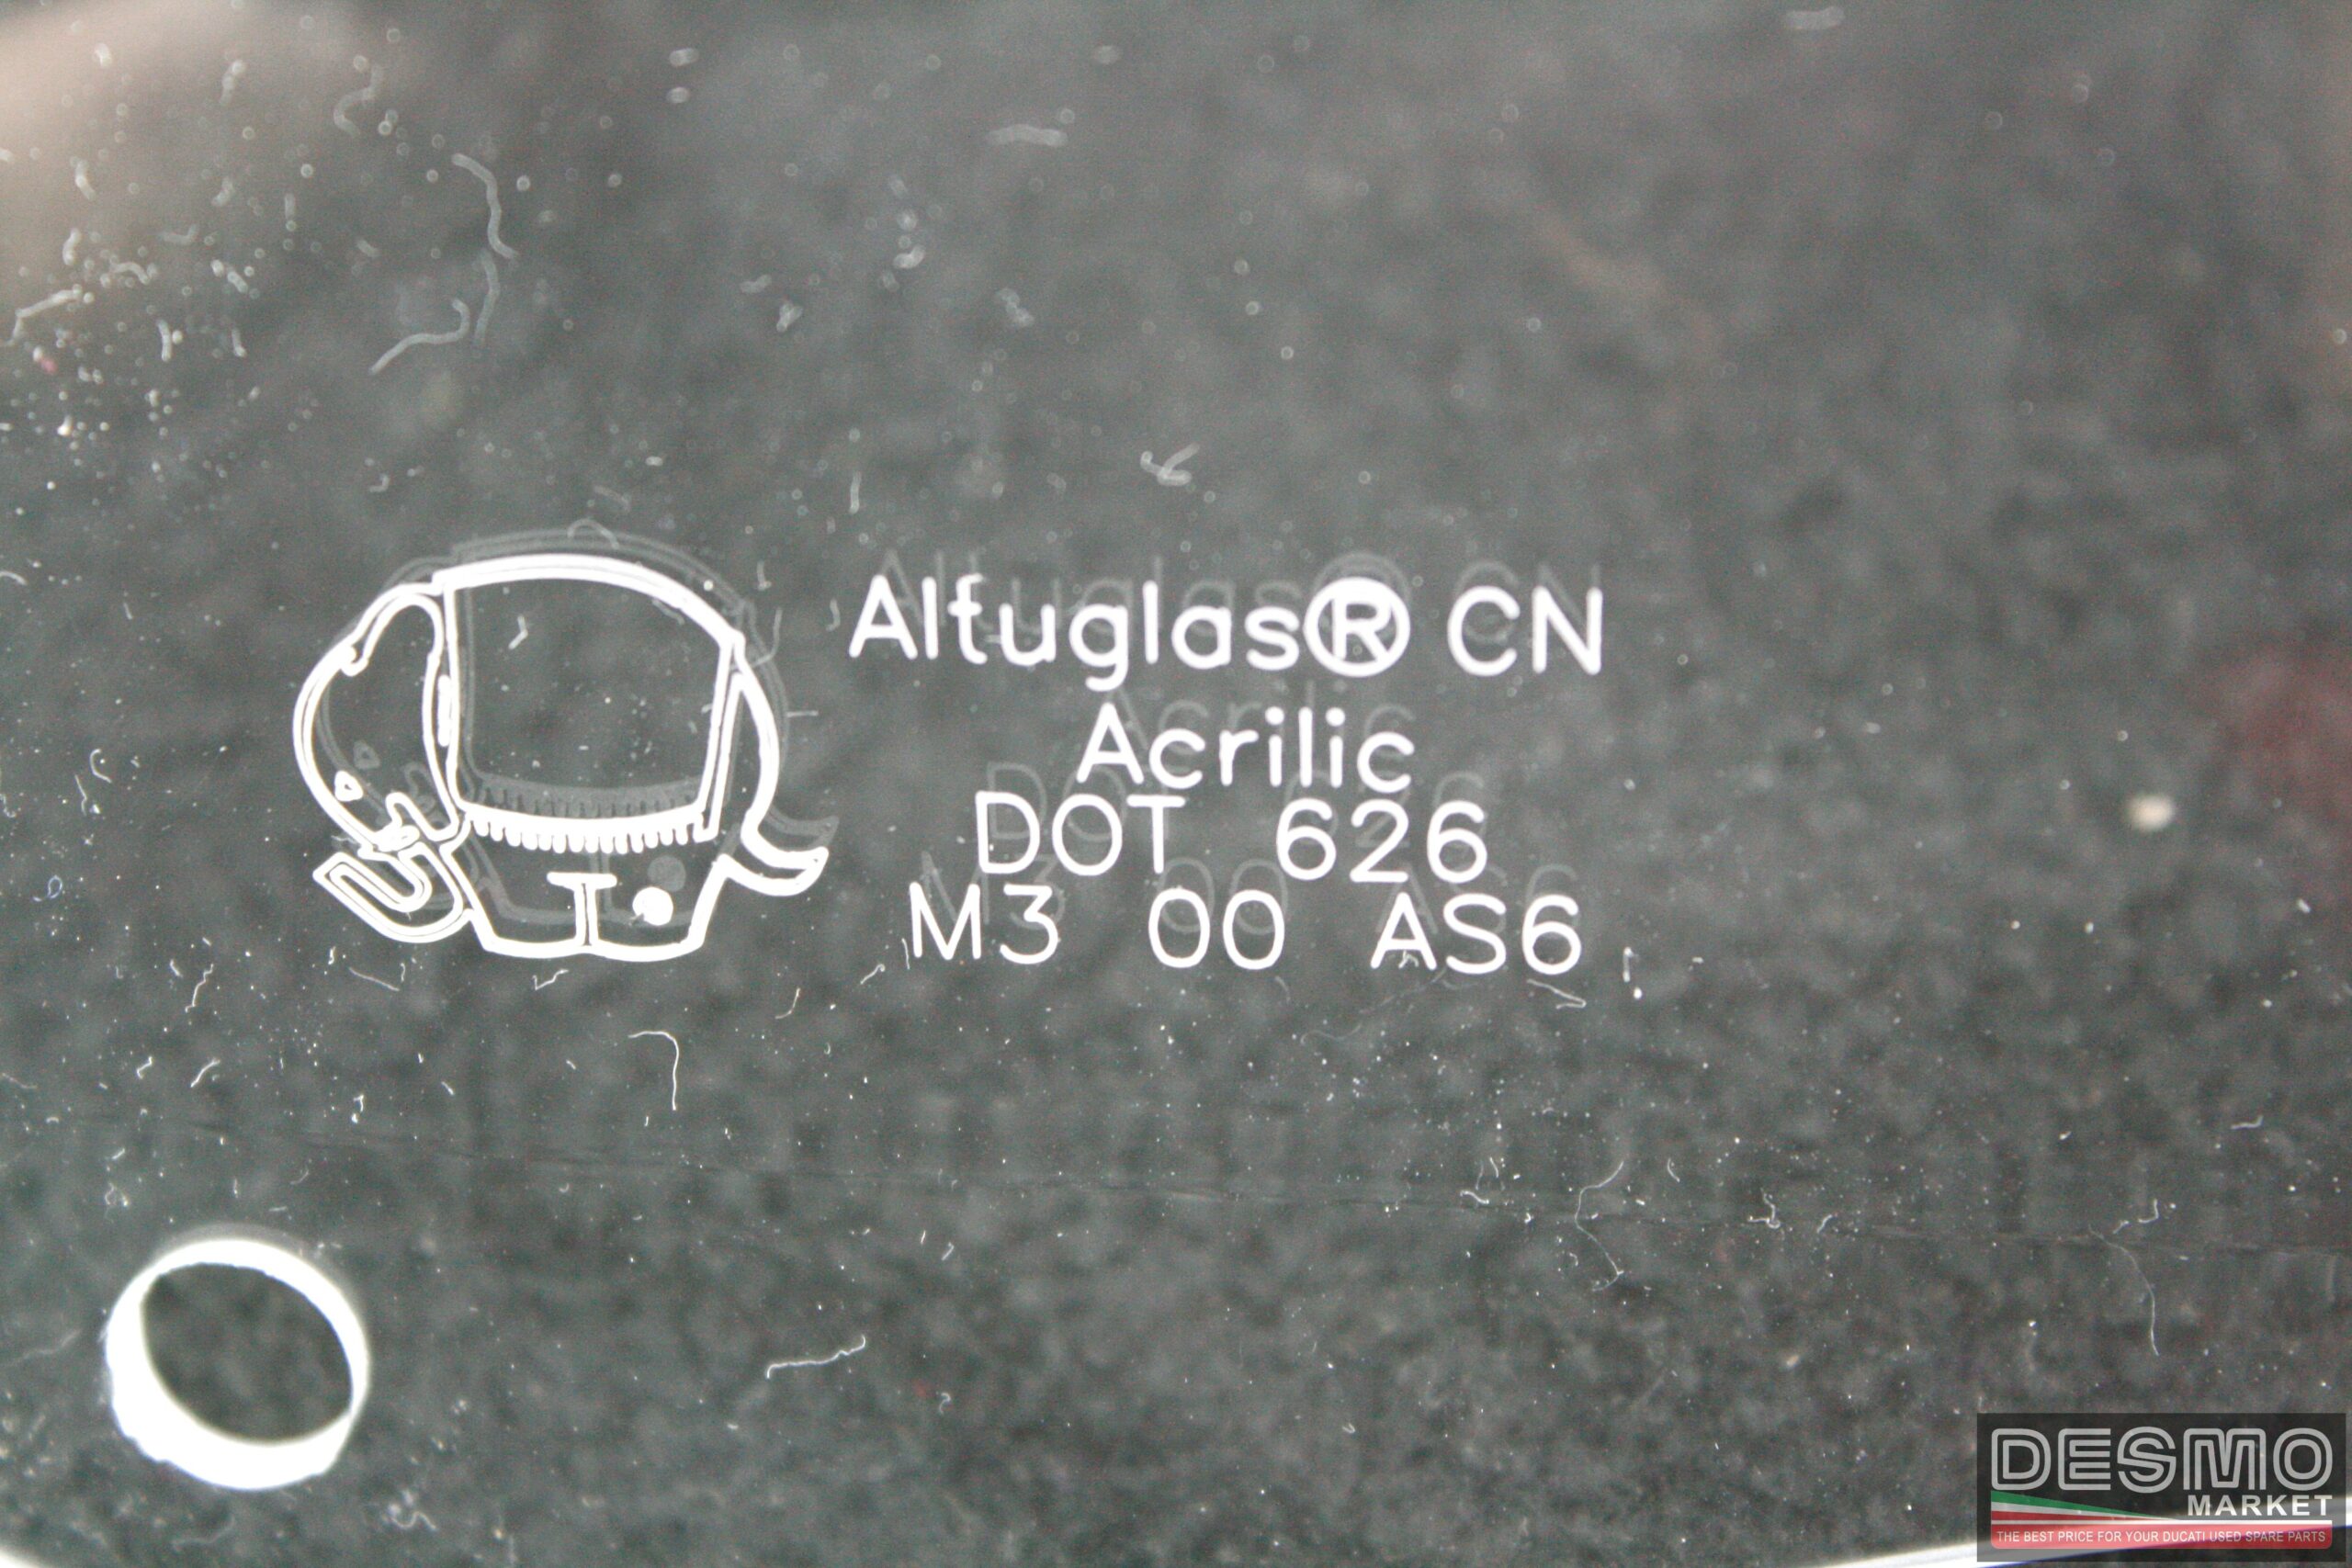 Altuglas® CN
Acrilic
DOT 626
M3 00 AS6
DESMO
MARKET
THE BEST PRICE FOR YOUR DUCATI USED SPARE PARTS